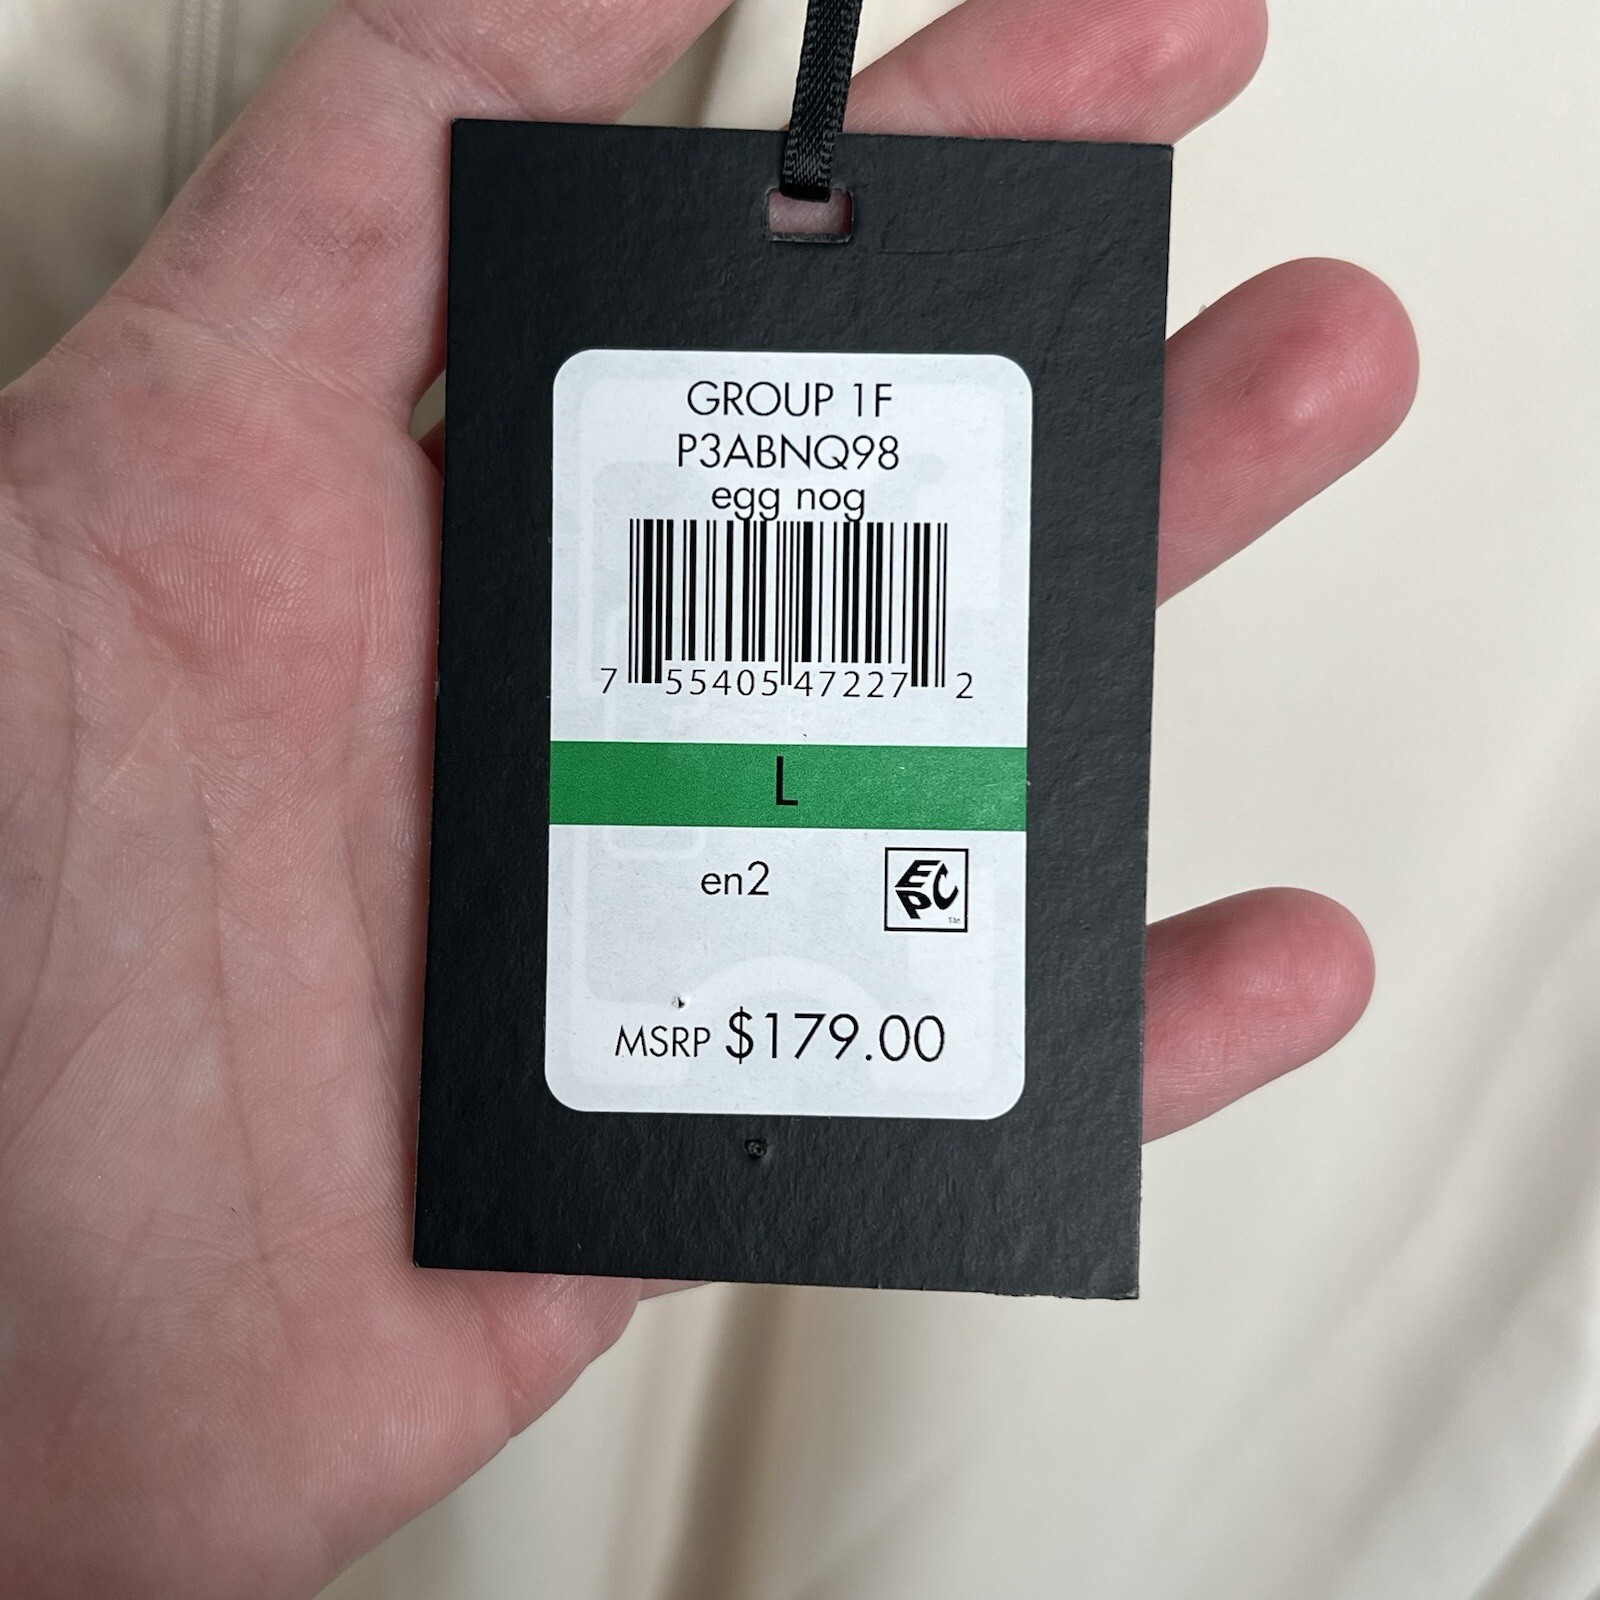 GROUP 1F
P3ABNQ98
egg nog
7 55405 47227 2
L
en2
EPC
MSRP $179.00